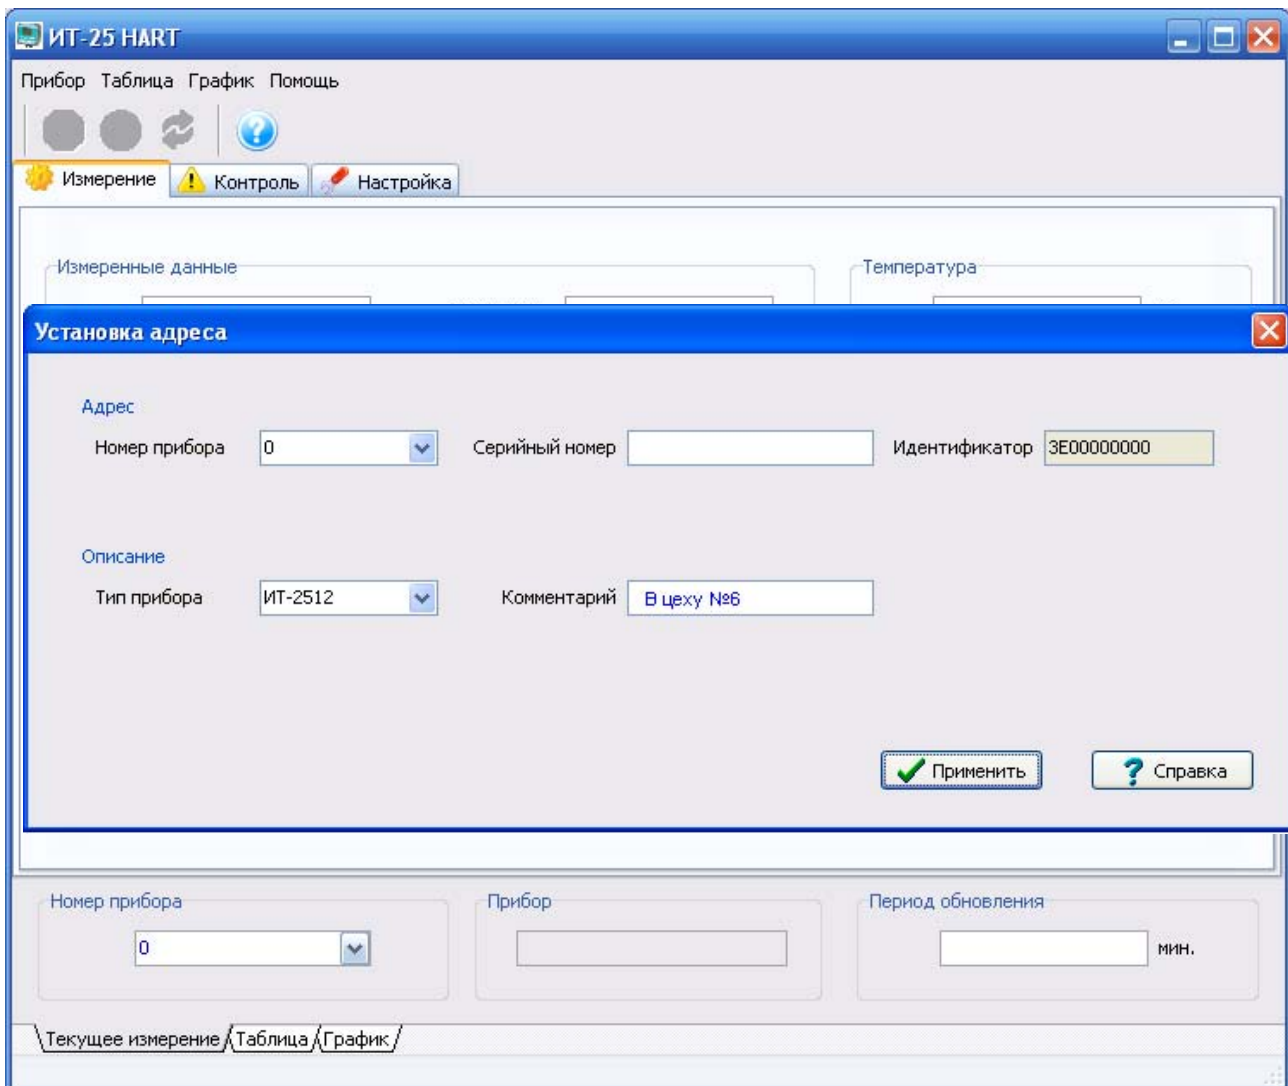 ИТ-25 HART
Прибор Таблица График Помощь
Измерение Контроль Настройка
Измеренные данные Температура
Установка адреса
Адрес
Номер прибора 0 Серийный номер Идентификатор 3E00000000
Описание
Тип прибора ИТ-2512 Комментарий В цеху №6
Применить Справка
Номер прибора Прибор Период обновления
0 мин.
Текущее измерение Таблица График